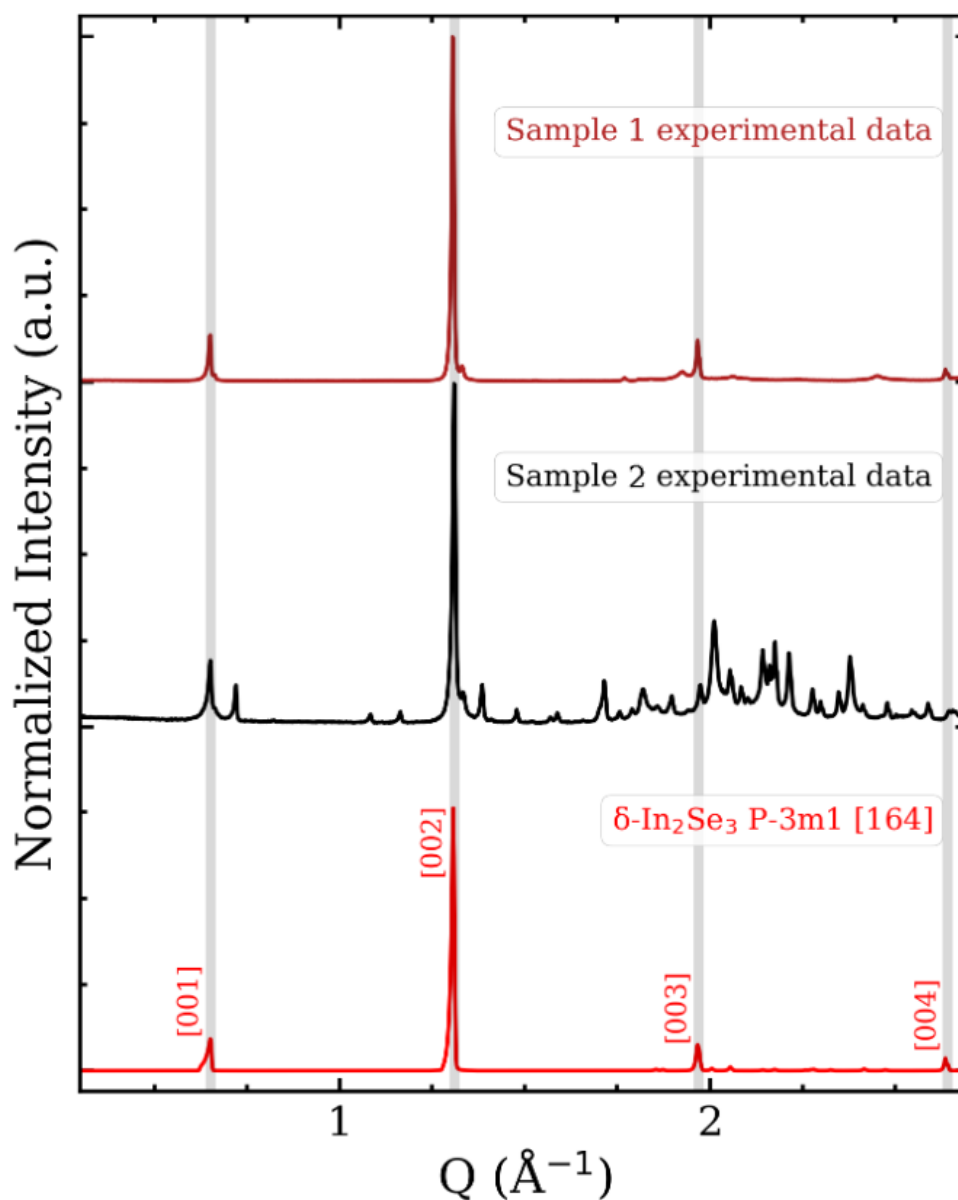 Sample 1 experimental data
Sample 2 experimental data
δ-In₂Se₃ P-3m1 [164]
[001]
[002]
[003]
[004]
Normalized Intensity (a.u.)
1
2
Q (Å⁻¹)